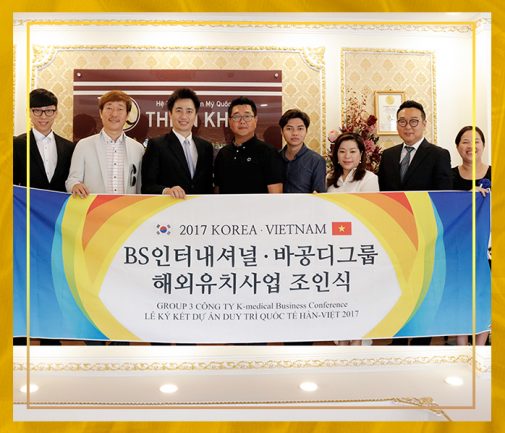 THI
KH
2017 KOREA · VIETNAM
BS인터내셔널 · 바공디그룹
해외유치사업 조인식
GROUP 3 CÔNG TY K-medical Business Conference
LỄ KÝ KẾT DỰ ÁN DUY TRÌ QUỐC TẾ HÀN-VIỆT 2017